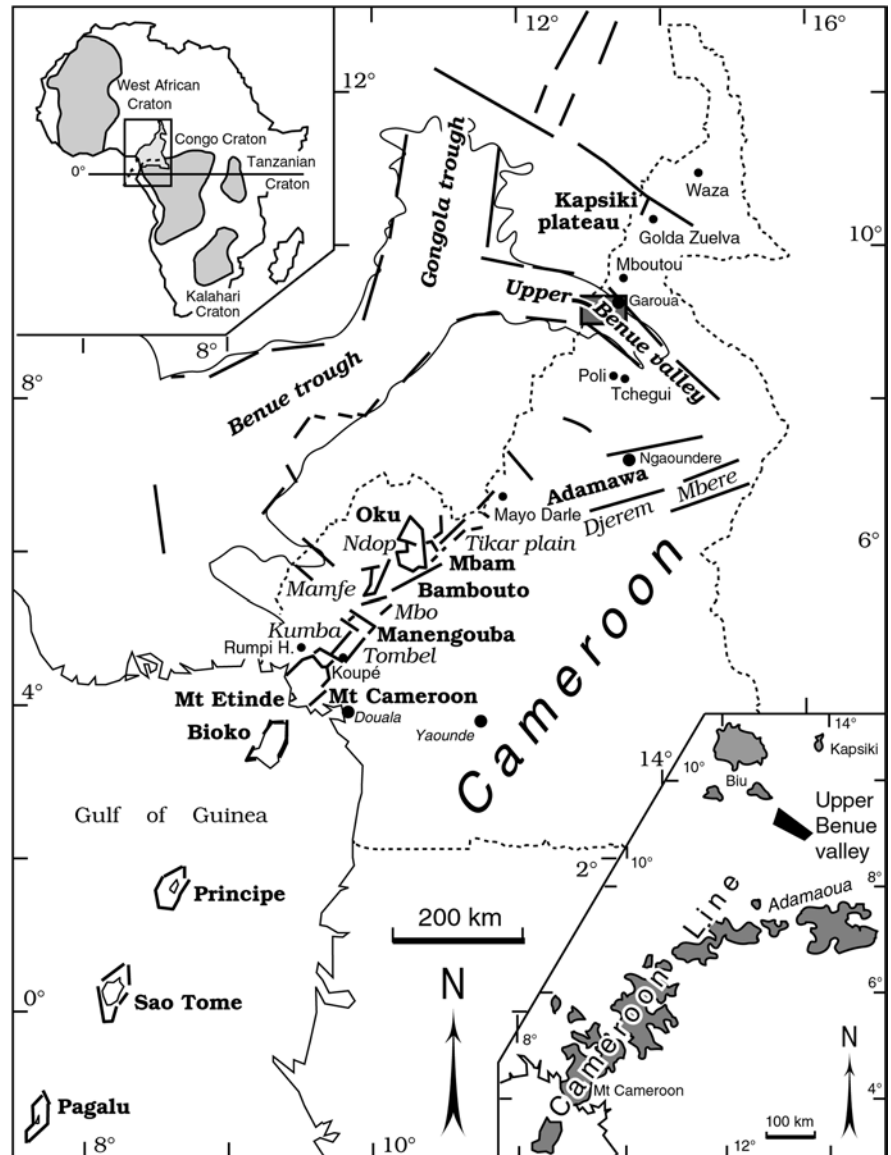 12°
16°
West African
Craton
Congo Craton
0°
Tanzanian
Craton
Kalahari
Craton
12°
Gongola trough
Kapsiki
plateau
Waza
Golda Zuelva
10°
Mboutou
Upper Benue valley
Garoua
8°
8°
Benue trough
Poli
Tchegui
Ngaoundere
Adamawa
Mbere
Djerem
Mayo Darle
Oku
Ndop
Tikar plain
6°
Mbam
Mamfe
Bambouto
Mbo
Kumba
Manengouba
Rumpi H.
Tombel
Koupé
4°
Mt Etinde
Mt Cameroon
Douala
Bioko
Yaounde
Cameroon
Gulf of Guinea
2°
Principe
200 km
N
0°
Sao Tome
Pagalu
8°
10°
14°
14°
10°
Kapsiki
Biu
Upper
Benue
valley
10°
8°
Adamaoua
Cameroon Line
6°
8°
N
Mt Cameroon
4°
100 km
12°